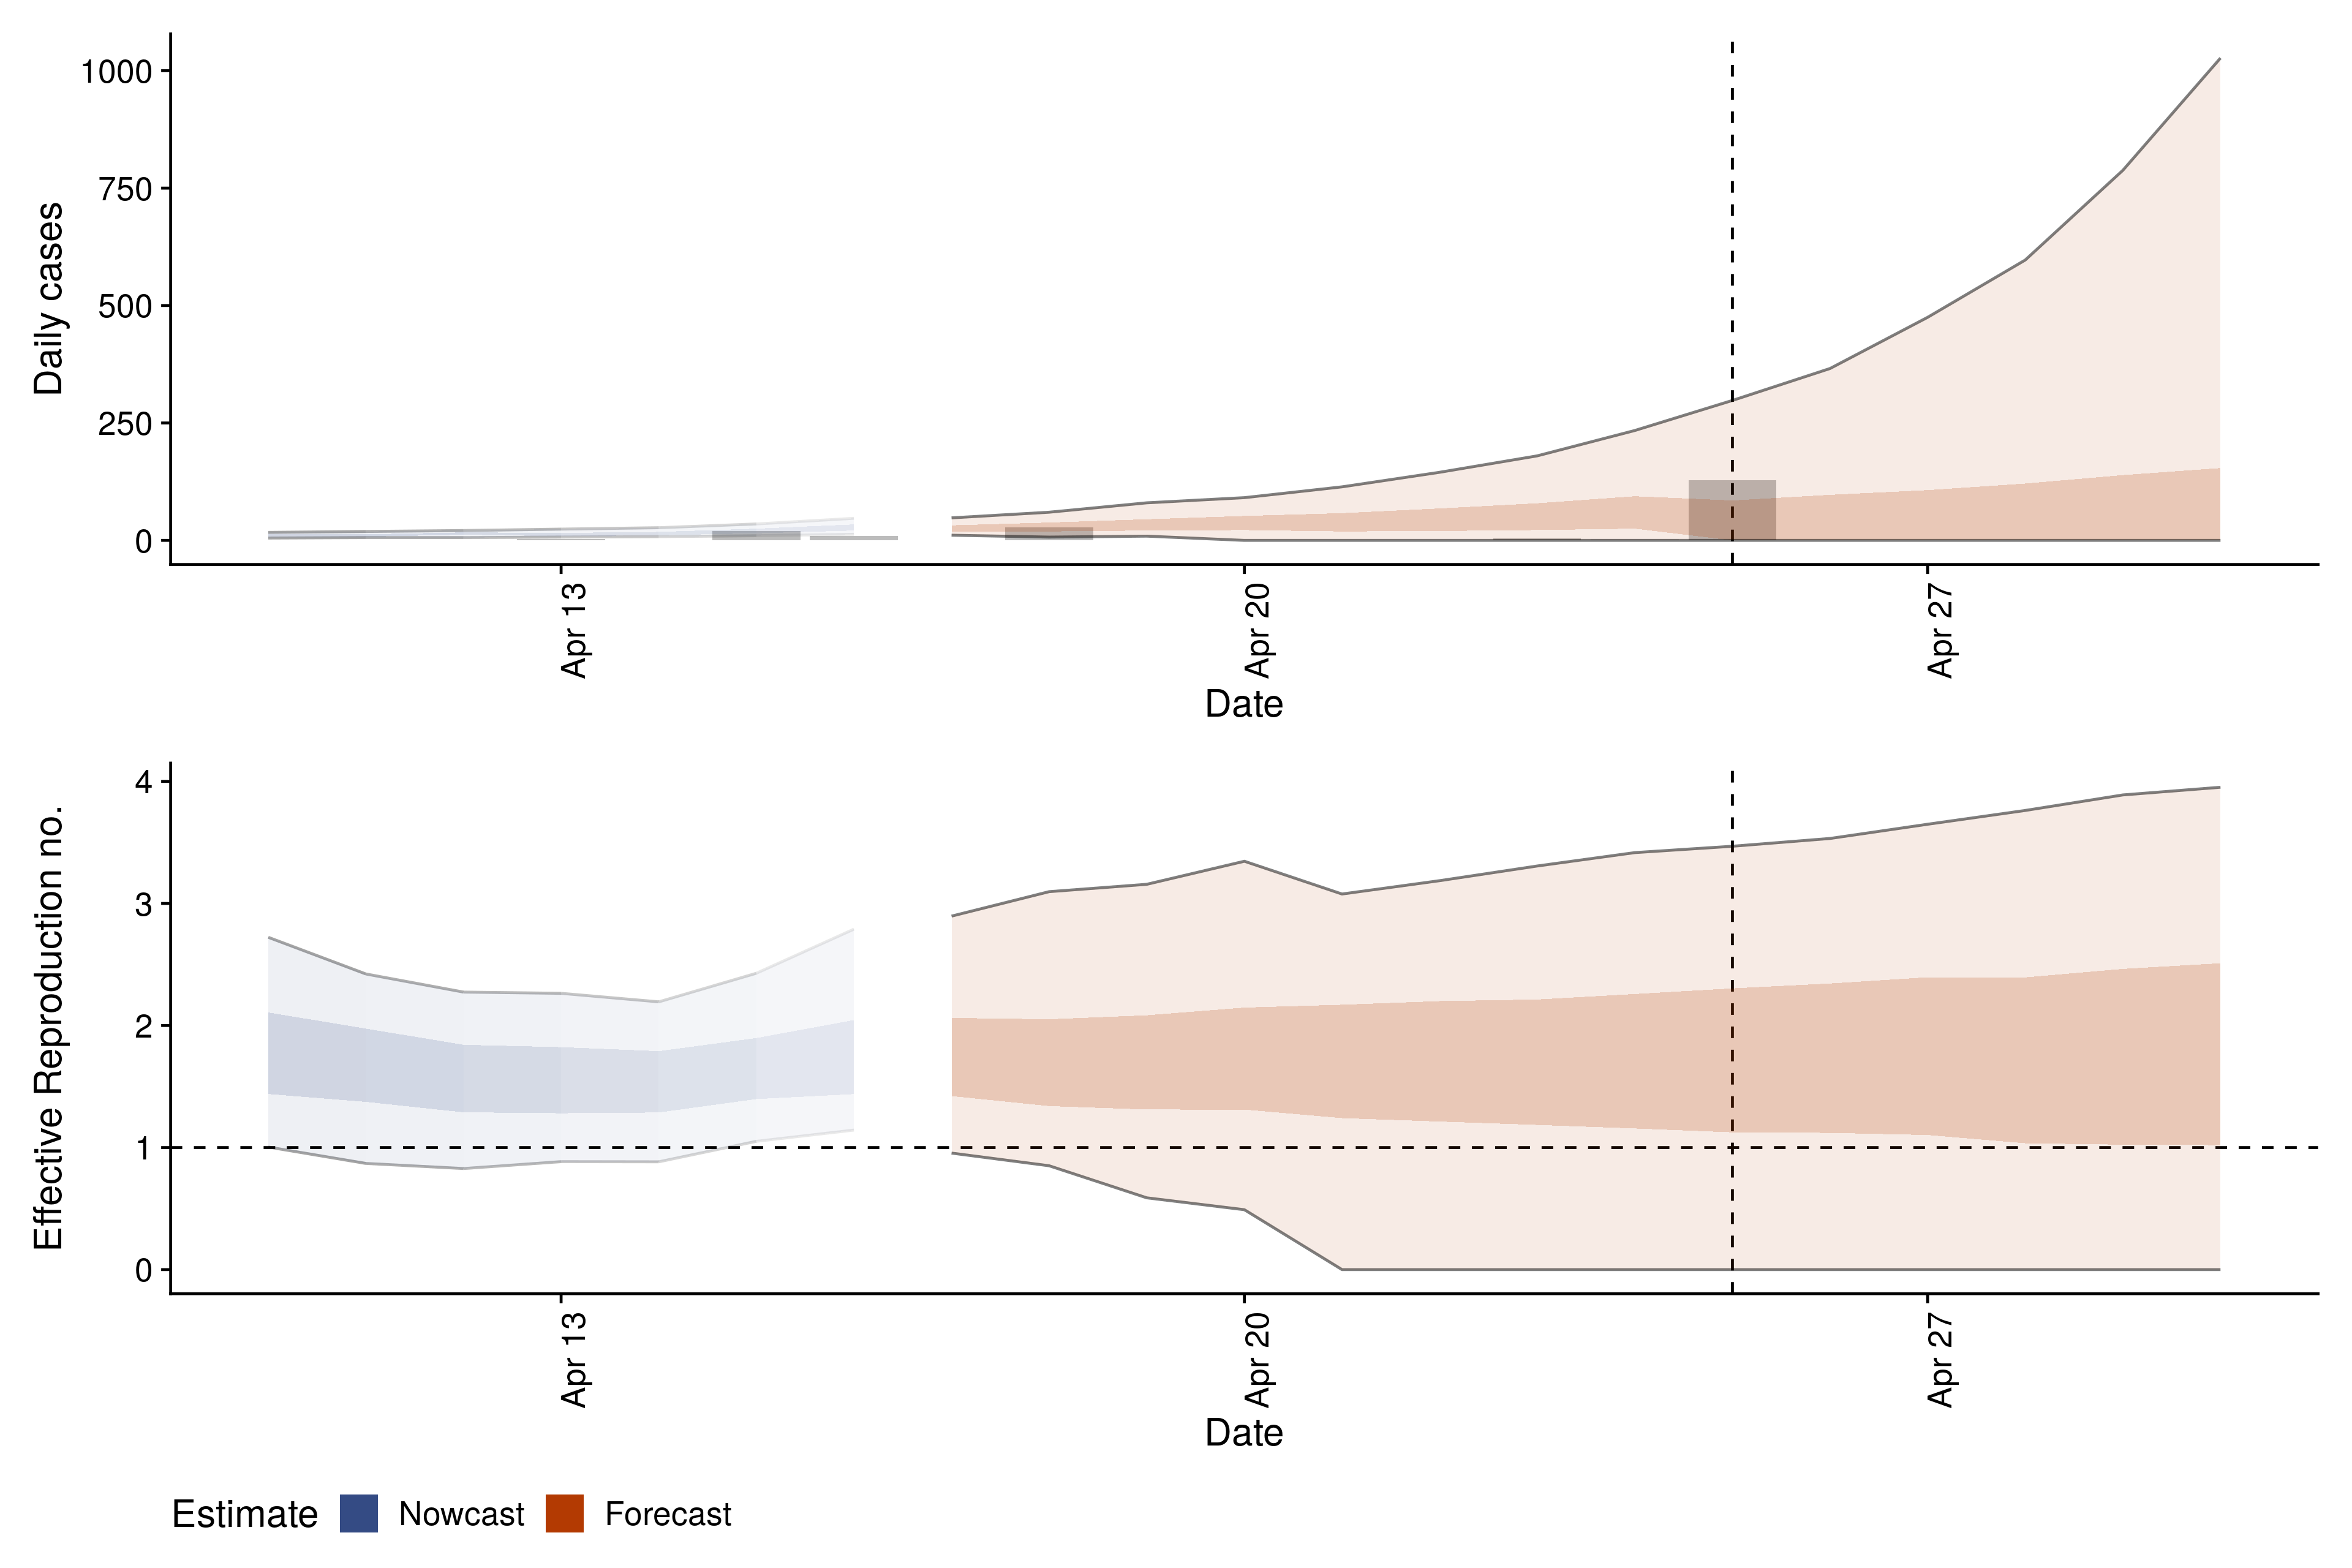 Daily cases
1000
750
500
250
0
Apr 13
Apr 20
Apr 27
Date
Effective Reproduction no.
4
3
2
1
0
Apr 13
Apr 20
Apr 27
Date
Estimate Nowcast Forecast